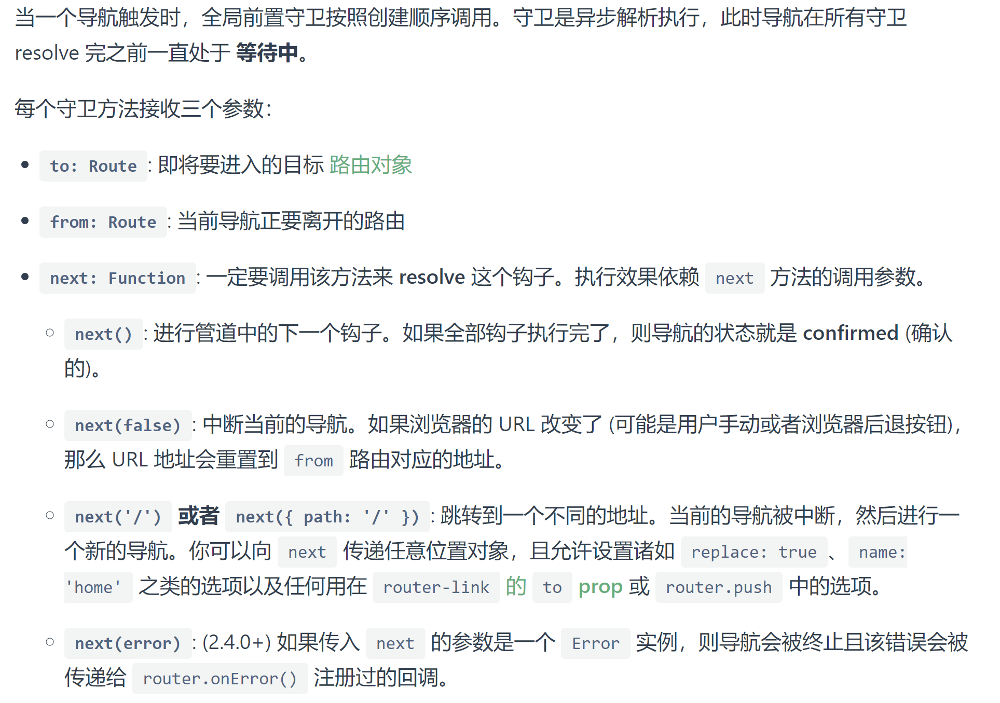 当一个导航触发时，全局前置守卫按照创建顺序调用。守卫是异步解析执行，此时导航在所有守卫
resolve 完之前一直处于 等待中。
每个守卫方法接收三个参数：
to: Route : 即将要进入的目标 路由对象
from: Route : 当前导航正要离开的路由
next: Function : 一定要调用该方法来 resolve 这个钩子。执行效果依赖 next 方法的调用参数。
next() : 进行管道中的下一个钩子。如果全部钩子执行完了，则导航的状态就是 confirmed (确认
的)。
next(false) : 中断当前的导航。如果浏览器的 URL 改变了 (可能是用户手动或者浏览器后退按钮)，
那么 URL 地址会重置到 from 路由对应的地址。
next('/') 或者 next({ path: '/' }) : 跳转到一个不同的地址。当前的导航被中断，然后进行一
个新的导航。你可以向 next 传递任意位置对象，且允许设置诸如 replace: true 、 name:
'home' 之类的选项以及任何用在 router-link 的 to prop 或 router.push 中的选项。
next(error) : (2.4.0+) 如果传入 next 的参数是一个 Error 实例，则导航会被终止且该错误会被
传递给 router.onError() 注册过的回调。